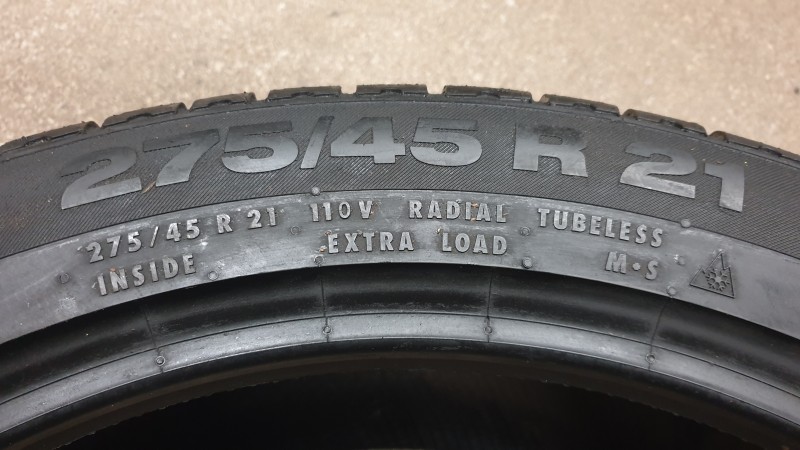 275/45 R 21
275/45 R 21 110V RADIAL TUBELESS
INSIDE EXTRA LOAD M•S